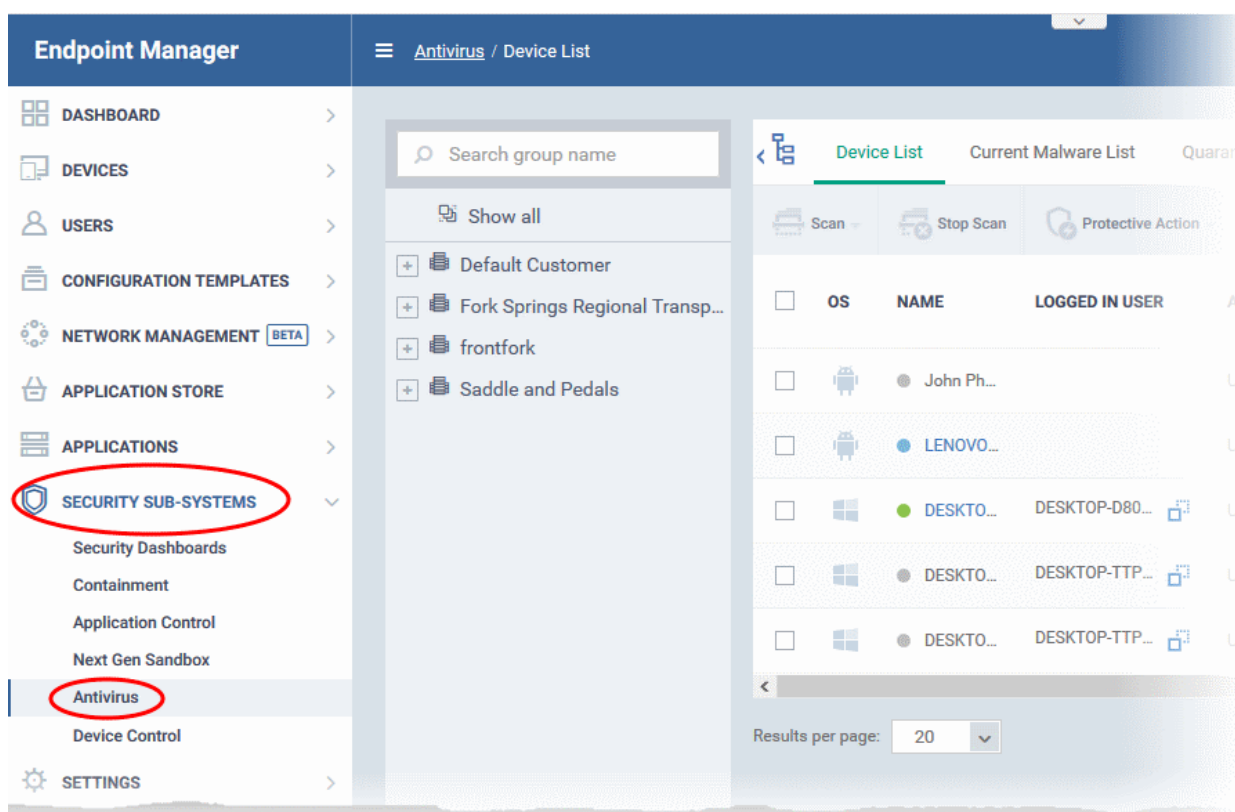 Endpoint Manager
Antivirus / Device List
DASHBOARD
DEVICES
USERS
CONFIGURATION TEMPLATES
NETWORK MANAGEMENT BETA
APPLICATION STORE
APPLICATIONS
SECURITY SUB-SYSTEMS
Security Dashboards
Containment
Application Control
Next Gen Sandbox
Antivirus
Device Control
SETTINGS
Search group name
Show all
Default Customer
Fork Springs Regional Transp...
frontfork
Saddle and Pedals
Device List Current Malware List
Scan Stop Scan Protective Action
OS NAME LOGGED IN USER
John Ph...
LENOVO...
DESKTO... DESKTOP-D80...
DESKTO... DESKTOP-TTP...
DESKTO... DESKTOP-TTP...
Results per page: 20